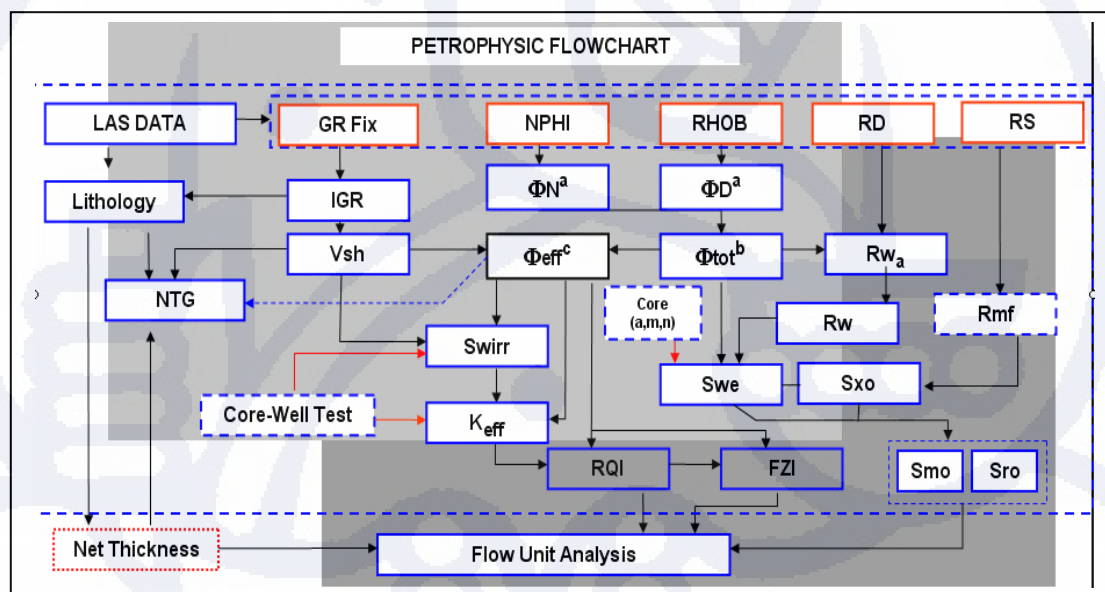 PETROPHYSIC FLOWCHART
LAS DATA
GR Fix
NPHI
RHOB
RD
RS
Lithology
IGR
ΦNᵃ
ΦDᵃ
Vsh
Φeffᶜ
Φtotᵇ
Rwₐ
NTG
Core
(a,m,n)
Rw
Rmf
Swirr
Swe
Sxo
Core-Well Test
Keff
RQI
FZI
Smo
Sro
Net Thickness
Flow Unit Analysis